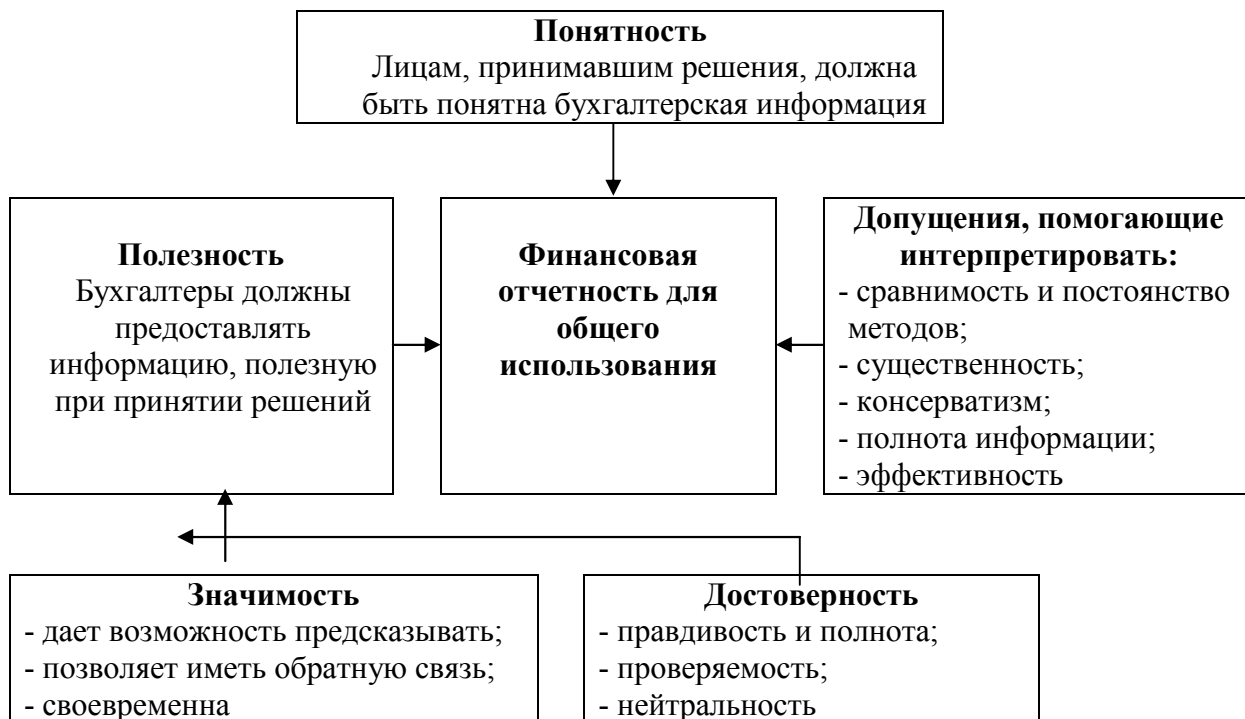 Понятность
Лицам, принимавшим решения, должна
быть понятна бухгалтерская информация
Полезность
Бухгалтеры должны
предоставлять
информацию, полезную
при принятии решений
Финансовая
отчетность для
общего
использования
Допущения, помогающие
интерпретировать:
- сравнимость и постоянство
методов;
- существенность;
- консерватизм;
- полнота информации;
- эффективность
Значимость
- дает возможность предсказывать;
- позволяет иметь обратную связь;
- своевременна
Достоверность
- правдивость и полнота;
- проверяемость;
- нейтральность